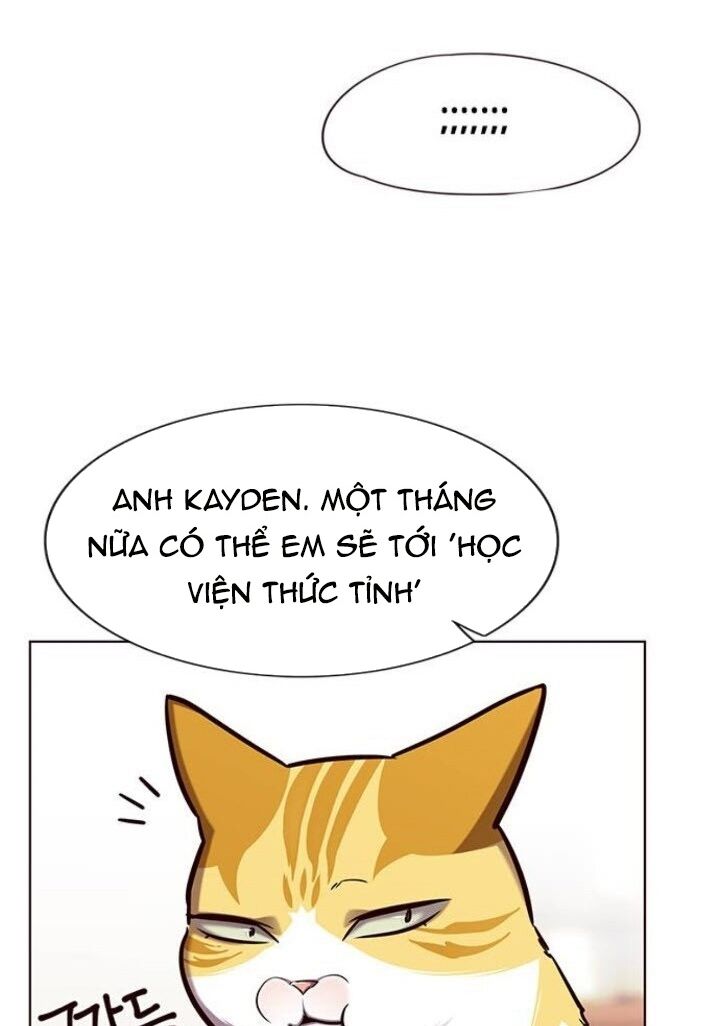 .......
,,,,,,,
ANH KAYDEN. MỘT THÁNG
NỮA CÓ THỂ EM SẼ TỚI 'HỌC
VIỆN THỨC TỈNH'